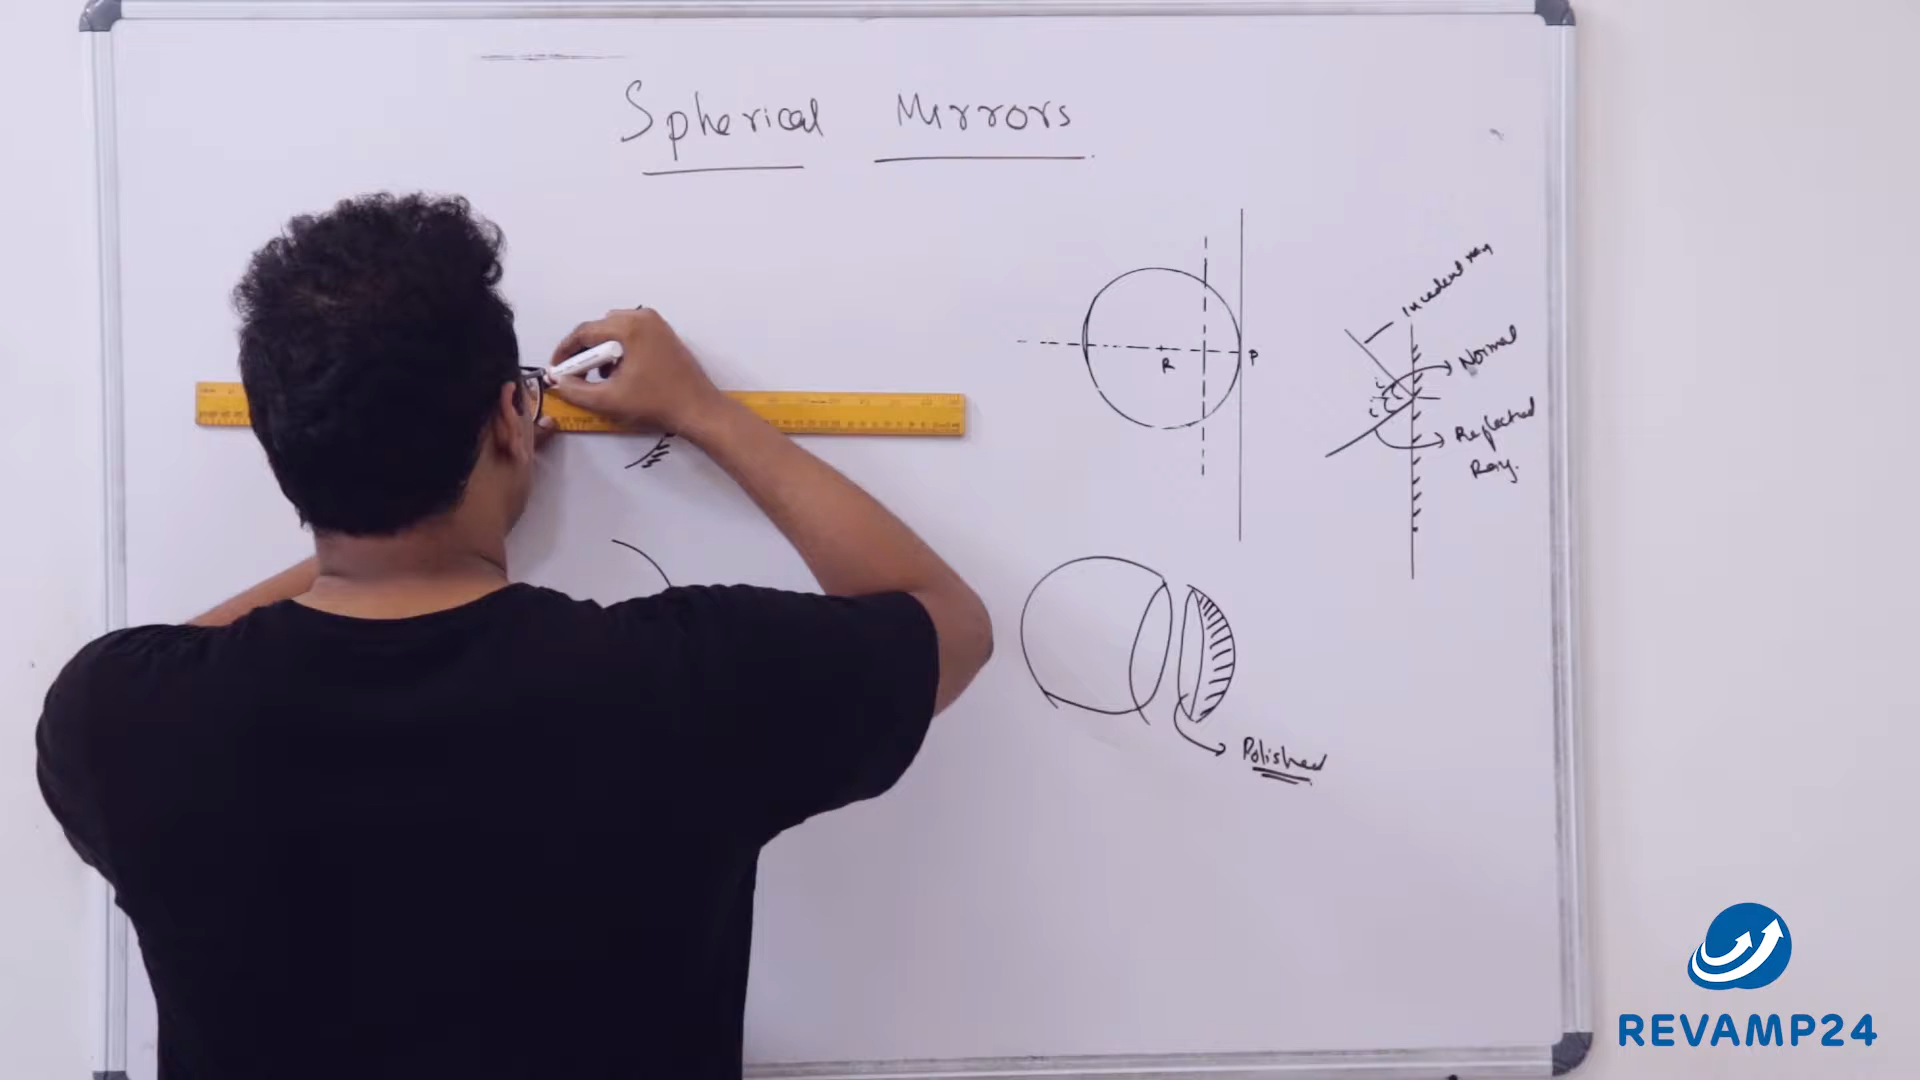 Spherical Mirrors
Incident ray
Normal
R
P
i
i
Reflected
Ray.
Polished
REVAMP24